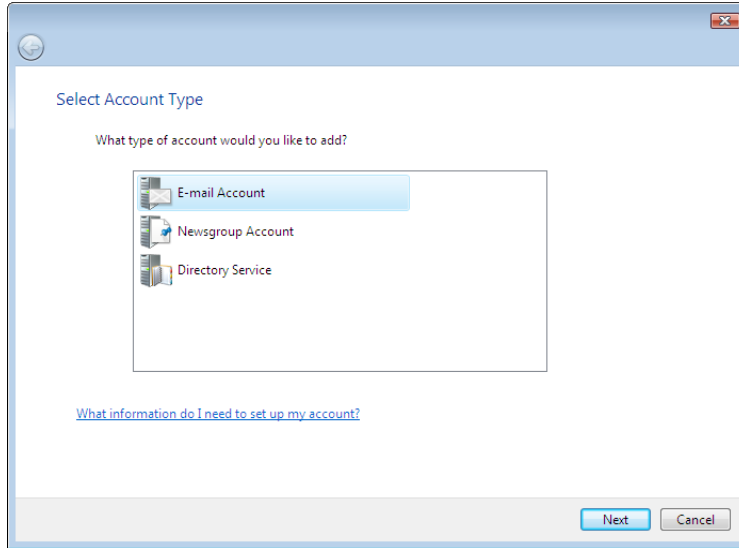 Select Account Type
What type of account would you like to add?
E-mail Account
Newsgroup Account
Directory Service
What information do I need to set up my account?
Next
Cancel